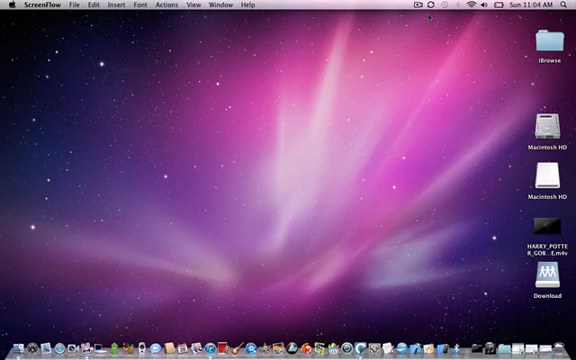 ScreenFlow File Edit Insert Font Actions View Window Help Sun 11:04 AM
iBrowse
Macintosh HD
Macintosh HD
HARRY_POTTE
R_GOB...E.m4v
Download